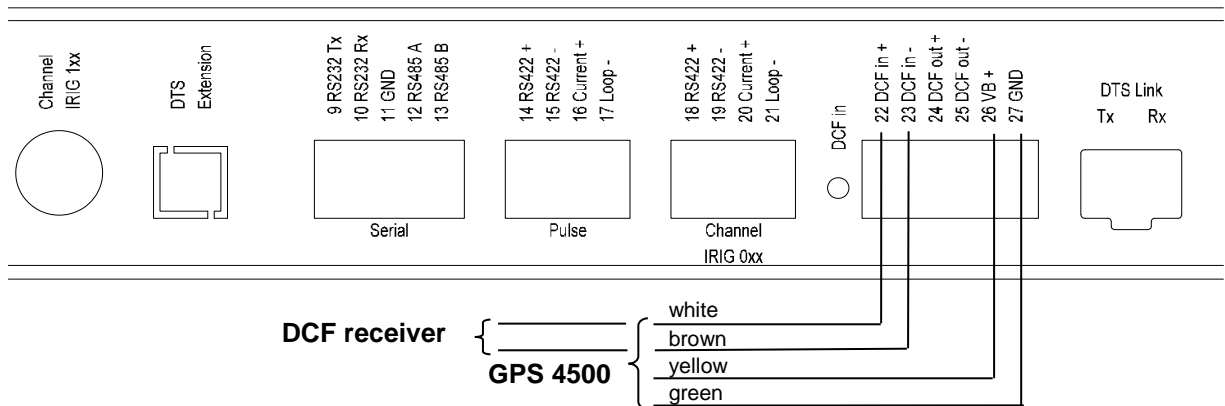 Channel
IRIG 1xx
DTS
Extension
9 RS232 Tx
10 RS232 Rx
11 GND
12 RS485 A
13 RS485 B
Serial
14 RS422 +
15 RS422 -
16 Current +
17 Loop -
Pulse
18 RS422 +
19 RS422 -
20 Current +
21 Loop -
Channel
IRIG 0xx
DCF in
22 DCF in +
23 DCF in -
24 DCF out +
25 DCF out -
26 VB +
27 GND
DTS Link
Tx Rx
DCF receiver
GPS 4500
white
brown
yellow
green